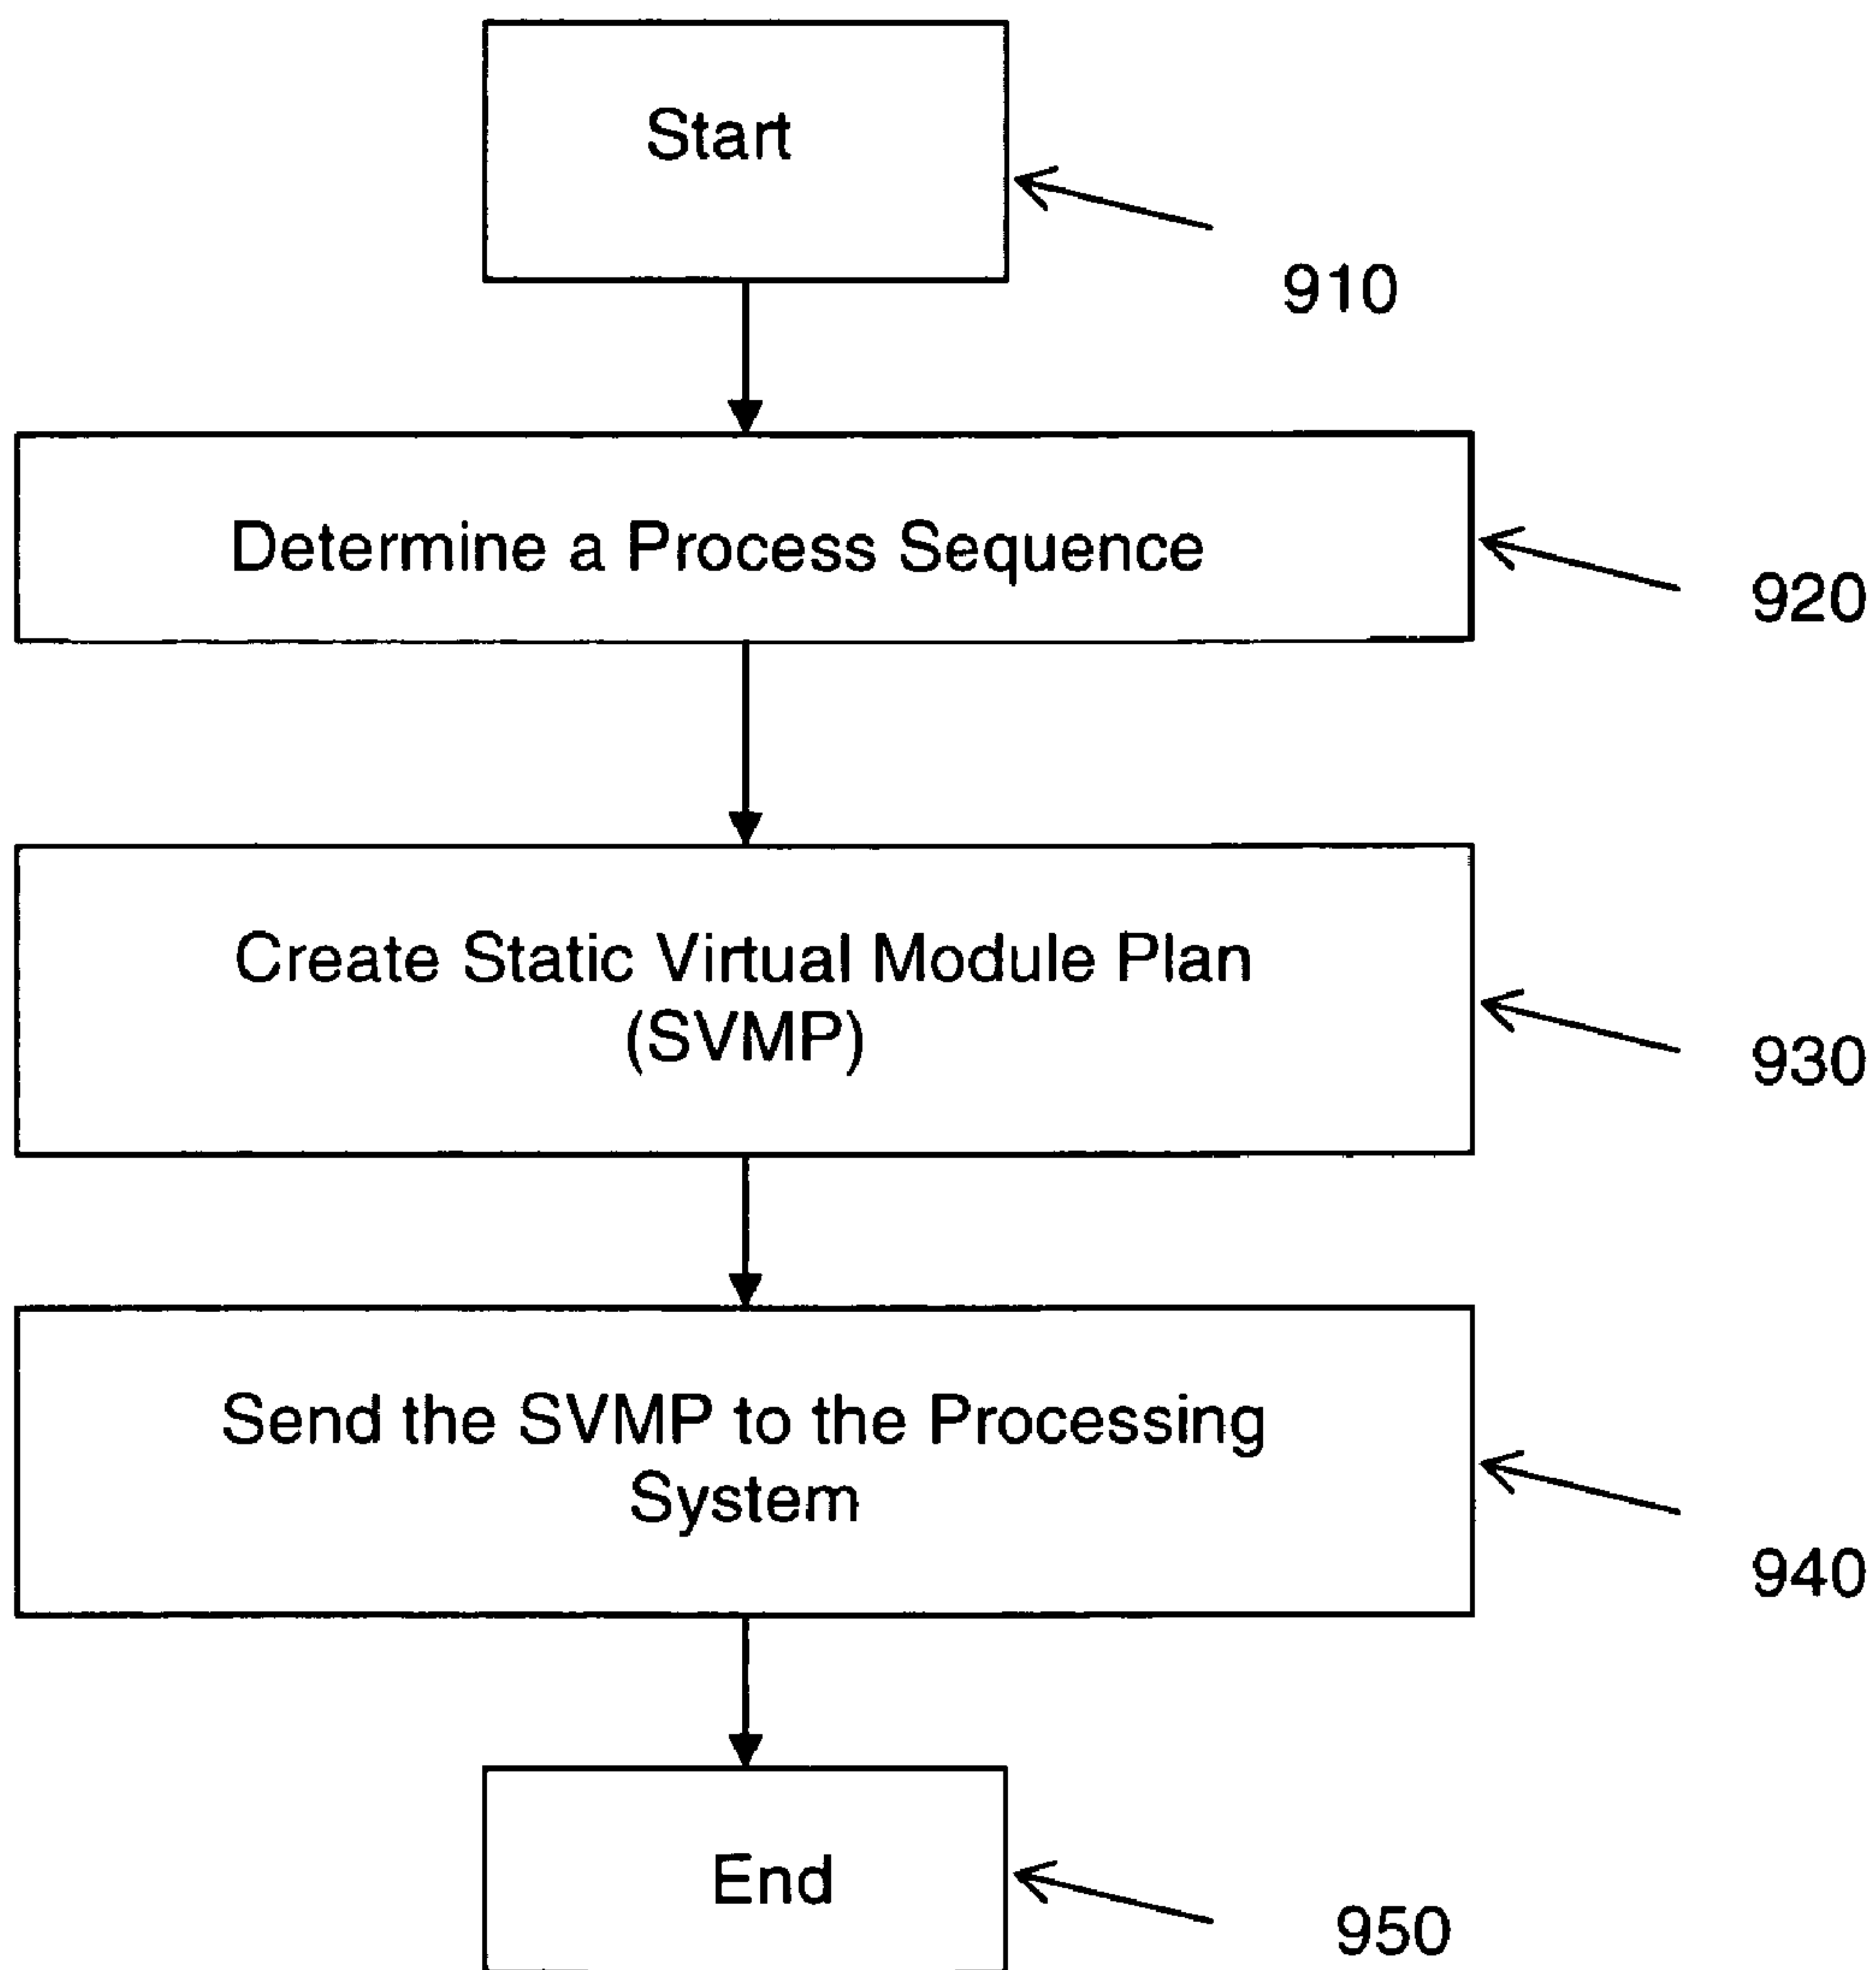 Start
910
Determine a Process Sequence
920
Create Static Virtual Module Plan
(SVMP)
930
Send the SVMP to the Processing
System
940
End
950